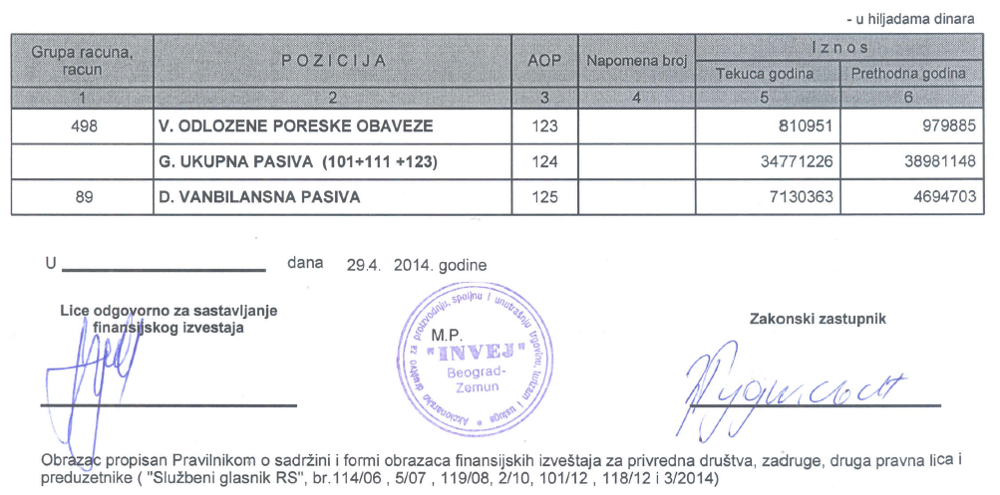 - u hiljadama dinara
Grupa racuna, racun P O Z I C I J A AOP Napomena broj I z n o s
Tekuca godina Prethodna godina
1 2 3 4 5 6
498 V. ODLOZENE PORESKE OBAVEZE 123 810951 979885
G. UKUPNA PASIVA (101+111 +123) 124 34771226 38981148
89 D. VANBILANSNA PASIVA 125 7130363 4694703
U dana 29.4. 2014. godine
Lice odgovorno za sastavljanje
finansijskog izvestaja
M.P.
Zakonski zastupnik
Akcionarsko društvo za proizvodnju, spoljnu i unutrašnju trgovinu, turizam i usluge
"INVEJ"
Beograd-
Zemun
Obrazac propisan Pravilnikom o sadržini i formi obrazaca finansijskih izveštaja za privredna društva, zadruge, druga pravna lica i
preduzetnike ( "Službeni glasnik RS", br.114/06 , 5/07 , 119/08, 2/10, 101/12 , 118/12 i 3/2014)